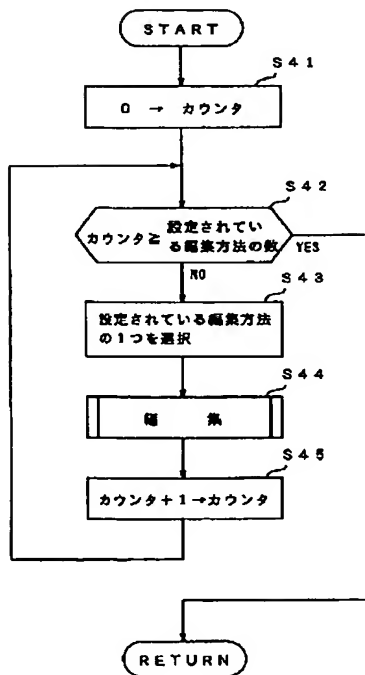 START
S41
0 → カウンタ
S42
カウンタ≧ 設定されてい
る編集方法の数
YES
NO
S43
設定されている編集方法
の1つを選択
S44
編 集
S45
カウンタ+1→カウンタ
RETURN